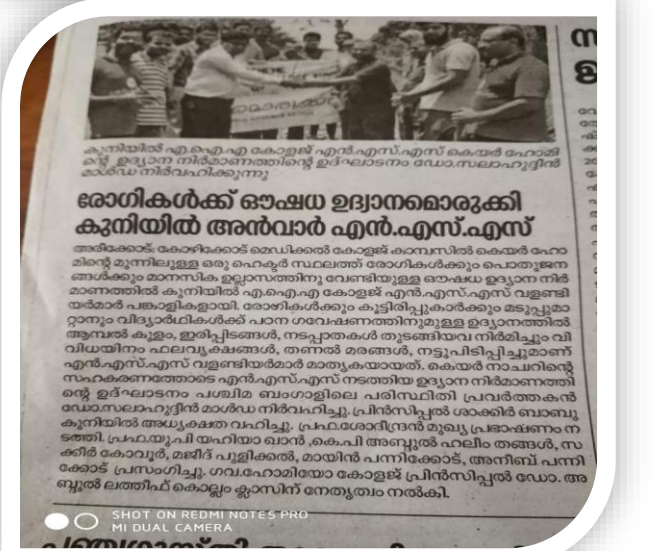 കുനിയിൽ എ.ഐ.എ കോളജ് എൻ.എസ്.എസ് കെയർ ഹോമി
ന്റെ ഉദ്യാന നിർമാണത്തിന്റെ ഉദ്ഘാടനം ഡോ.സലാഹുദ്ദീൻ
മാൾഡ നിർവഹിക്കുന്നു
രോഗികൾക്ക് ഔഷധ ഉദ്യാനമൊരുക്കി
കുനിയിൽ അൻവാർ എൻ.എസ്.എസ്
അരീക്കോട്: കോഴിക്കോട് മെഡിക്കൽ കോളജ് കാമ്പസിൽ കെയർ ഹോ
മിന്റെ മുന്നിലുള്ള ഒരു ഹെക്ടർ സ്ഥലത്ത് രോഗികൾക്കും പൊതുജന
ങ്ങൾക്കും മാനസിക ഉല്ലാസത്തിനു വേണ്ടിയുള്ള ഔഷധ ഉദ്യാന നിർ
മാണത്തിൽ കുനിയിൽ എ.ഐ.എ കോളജ് എൻ.എസ്.എസ് വളണ്ടി
യർമാർ പങ്കാളികളായി. രോഗികൾക്കും കൂട്ടിരിപ്പുകാർക്കും മടുപ്പുമാ
റ്റാനും വിദ്യാർഥികൾക്ക് പഠന ഗവേഷണത്തിനുമുള്ള ഉദ്യാനത്തിൽ
ആമ്പൽ കുളം, ഇരിപ്പിടങ്ങൾ, നടപ്പാതകൾ തുടങ്ങിയവ നിർമിച്ചും വി
വിധയിനം ഫലവൃക്ഷങ്ങൾ, തണൽ മരങ്ങൾ, നട്ടുപിടിപ്പിച്ചുമാണ്
എൻ.എസ്.എസ് വളണ്ടിയർമാർ മാതൃകയായത്. കെയർ നാച്വറിന്റെ
സഹകരണത്തോടെ എൻ.എസ്.എസ് നടത്തിയ ഉദ്യാന നിർമാണത്തി
ന്റെ ഉദ്ഘാടനം പശ്ചിമ ബംഗാളിലെ പരിസ്ഥിതി പ്രവർത്തകൻ
ഡോ.സലാഹുദ്ദീൻ മാൾഡ നിർവഹിച്ചു. പ്രിൻസിപ്പൽ ശാക്കിർ ബാബു
കുനിയിൽ അധ്യക്ഷത വഹിച്ചു. പ്രഫ.ശോഭീന്ദ്രൻ മുഖ്യ പ്രഭാഷണം ന
ടത്തി. പ്രഫ.യു.പി യഹിയാ ഖാൻ ,കെ.പി അബ്ദുൽ ഹലീം തങ്ങൾ, സ
ക്കീർ കോവൂർ, മജീദ് പുളിക്കൽ, മായിൻ പന്നിക്കോട്, അനീബ് പന്നി
ക്കോട് പ്രസംഗിച്ചു. ഗവ.ഹോമിയോ കോളജ് പ്രിൻസിപ്പൽ ഡോ. അ
ബ്ദുൽ ലത്തീഫ് കൊല്ലം ക്ലാസിന് നേതൃത്വം നൽകി.
SHOT ON REDMI NOTE 5 PRO
MI DUAL CAMERA